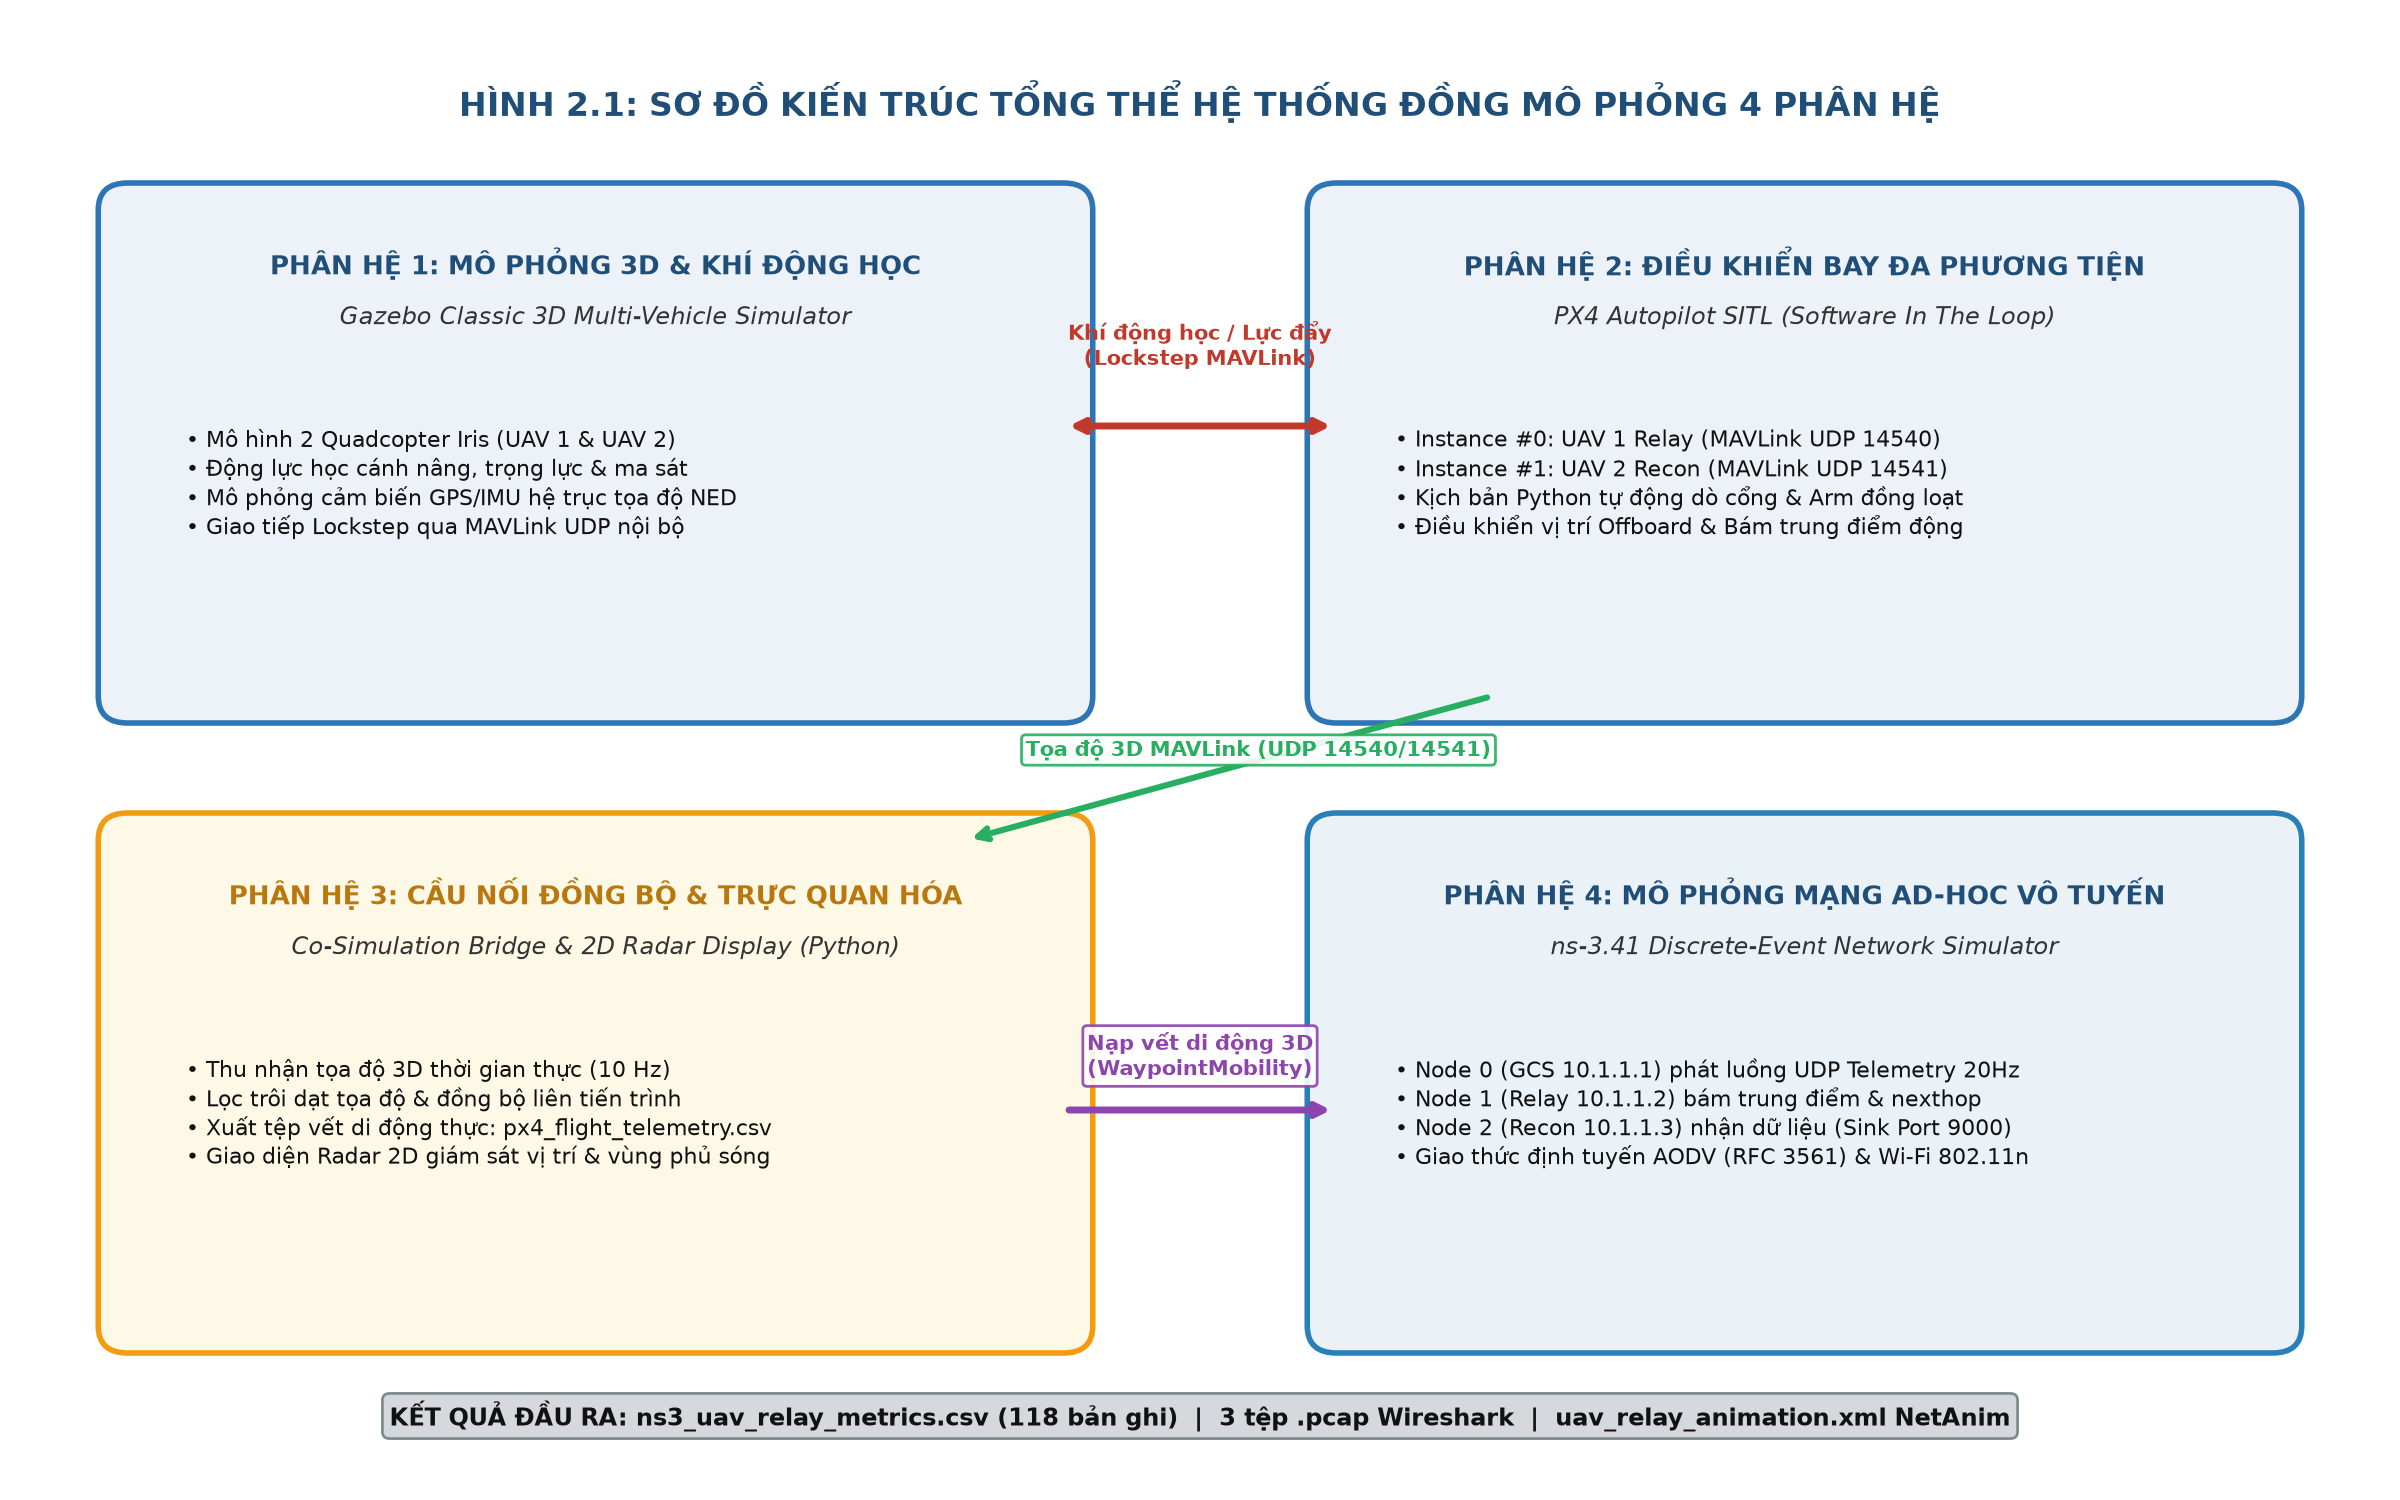 HÌNH 2.1: SƠ ĐỒ KIẾN TRÚC TỔNG THỂ HỆ THỐNG ĐỒNG MÔ PHỎNG 4 PHÂN HỆ
PHÂN HỆ 1: MÔ PHỎNG 3D & KHÍ ĐỘNG HỌC
Gazebo Classic 3D Multi-Vehicle Simulator
• Mô hình 2 Quadcopter Iris (UAV 1 & UAV 2)
• Động lực học cánh nâng, trọng lực & ma sát
• Mô phỏng cảm biến GPS/IMU hệ trục tọa độ NED
• Giao tiếp Lockstep qua MAVLink UDP nội bộ
Khí động học / Lực đẩy
(Lockstep MAVLink)
PHÂN HỆ 2: ĐIỀU KHIỂN BAY ĐA PHƯƠNG TIỆN
PX4 Autopilot SITL (Software In The Loop)
• Instance #0: UAV 1 Relay (MAVLink UDP 14540)
• Instance #1: UAV 2 Recon (MAVLink UDP 14541)
• Kịch bản Python tự động dò cổng & Arm đồng loạt
• Điều khiển vị trí Offboard & Bám trung điểm động
Tọa độ 3D MAVLink (UDP 14540/14541)
PHÂN HỆ 3: CẦU NỐI ĐỒNG BỘ & TRỰC QUAN HÓA
Co-Simulation Bridge & 2D Radar Display (Python)
• Thu nhận tọa độ 3D thời gian thực (10 Hz)
• Lọc trôi dạt tọa độ & đồng bộ liên tiến trình
• Xuất tệp vết di động thực: px4_flight_telemetry.csv
• Giao diện Radar 2D giám sát vị trí & vùng phủ sóng
Nạp vết di động 3D
(WaypointMobility)
PHÂN HỆ 4: MÔ PHỎNG MẠNG AD-HOC VÔ TUYẾN
ns-3.41 Discrete-Event Network Simulator
• Node 0 (GCS 10.1.1.1) phát luồng UDP Telemetry 20Hz
• Node 1 (Relay 10.1.1.2) bám trung điểm & nexthop
• Node 2 (Recon 10.1.1.3) nhận dữ liệu (Sink Port 9000)
• Giao thức định tuyến AODV (RFC 3561) & Wi-Fi 802.11n
KẾT QUẢ ĐẦU RA: ns3_uav_relay_metrics.csv (118 bản ghi) | 3 tệp .pcap Wireshark | uav_relay_animation.xml NetAnim